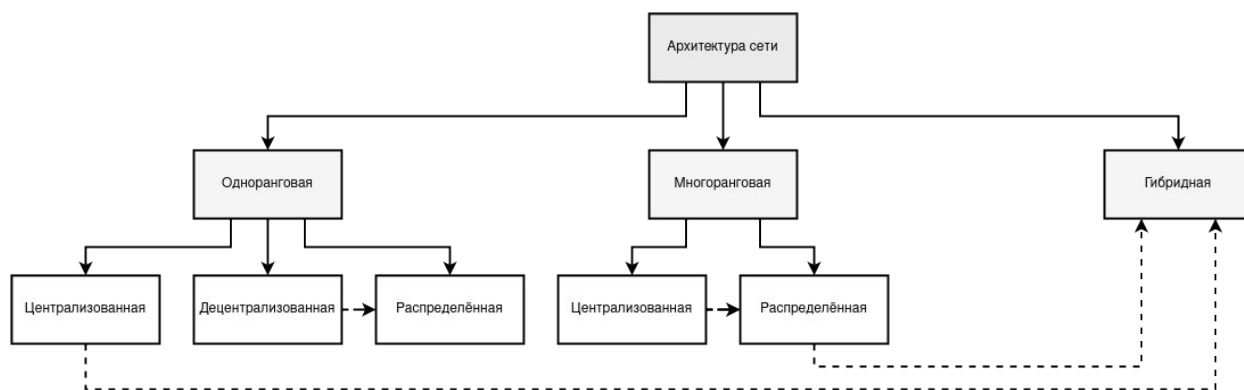 Архитектура сети
Одноранговая
Многоранговая
Гибридная
Централизованная
Децентрализованная
Распределённая
Централизованная
Распределённая